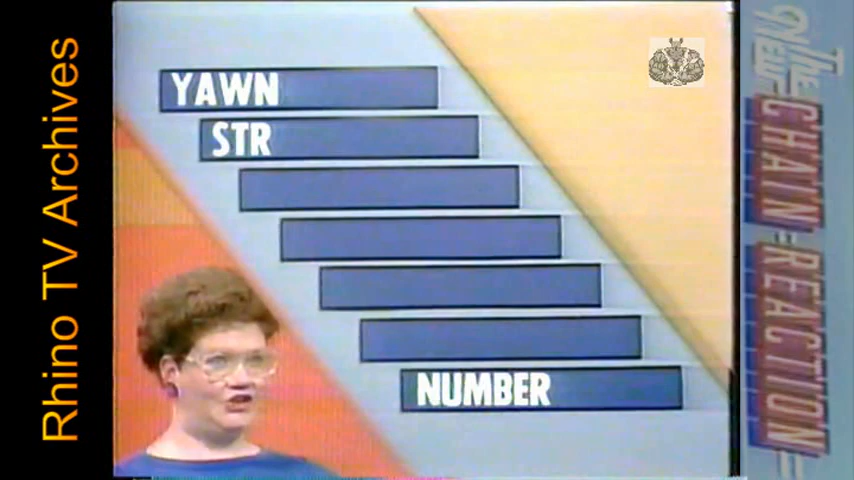 Rhino TV Archives
YAWN
STR
NUMBER
The
New
CHAIN
REACTION